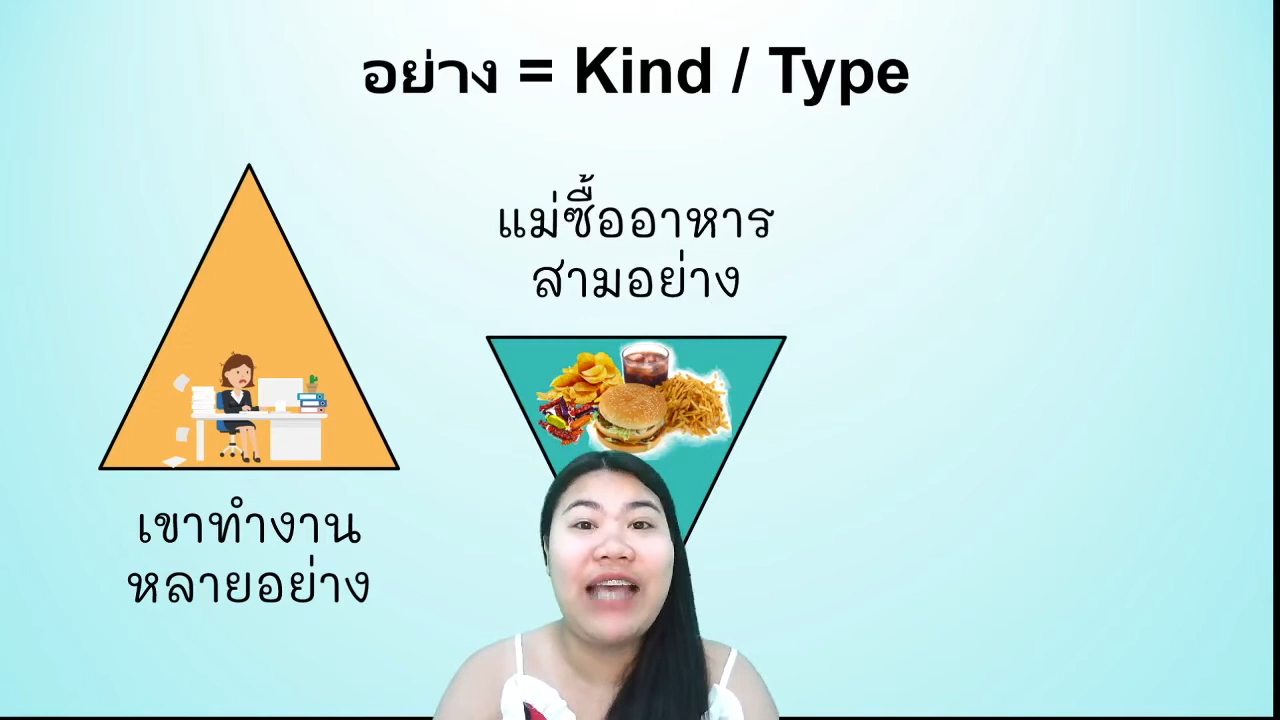 อย่าง = Kind / Type
แม่ซื้ออาหาร
สามอย่าง
เขาทำงาน
หลายอย่าง